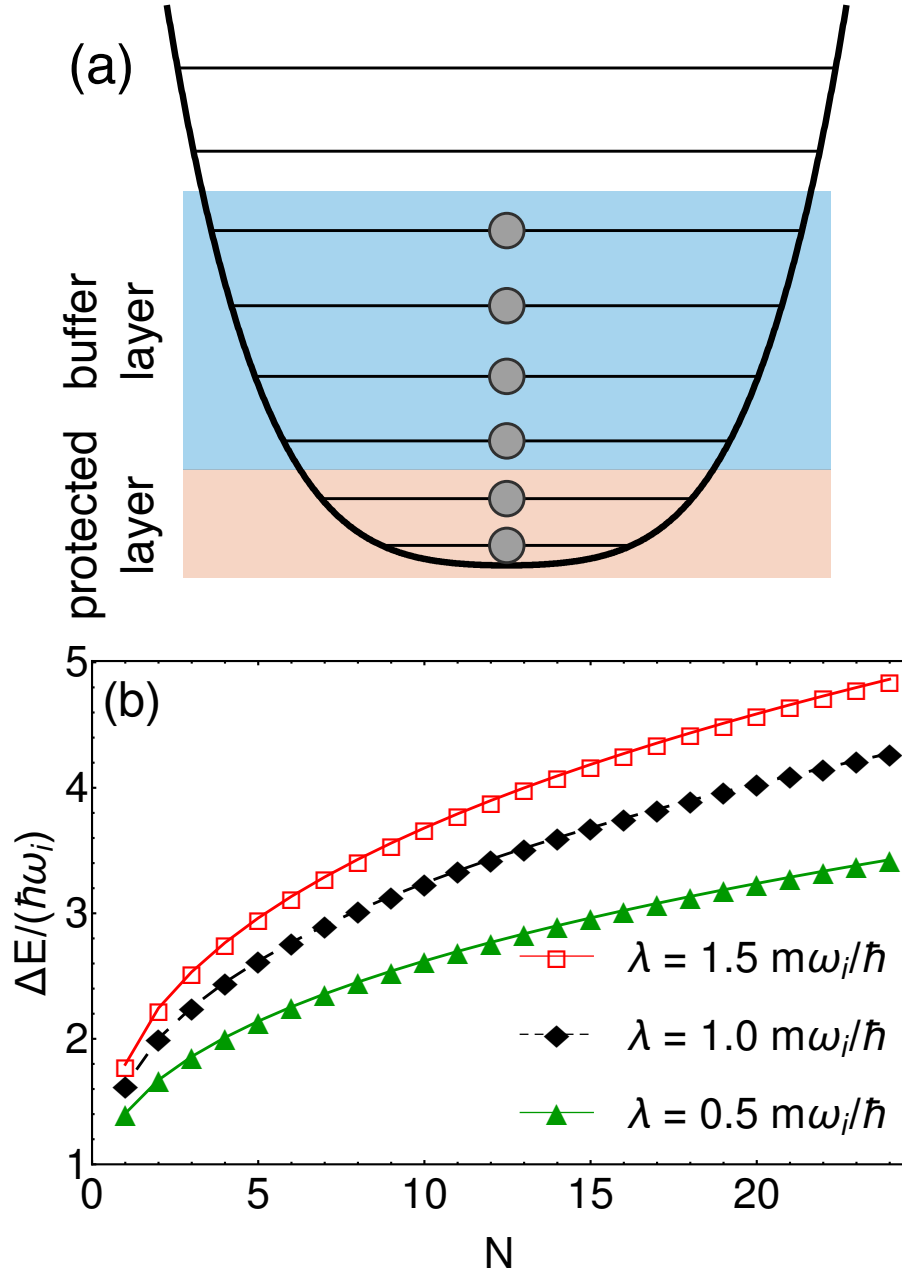 (a)
buffer
layer
protected
layer
(b)
5
4
3
2
1
ΔE/(ħω_i)
λ = 1.5 mω_i/ħ
λ = 1.0 mω_i/ħ
λ = 0.5 mω_i/ħ
0 5 10 15 20
N